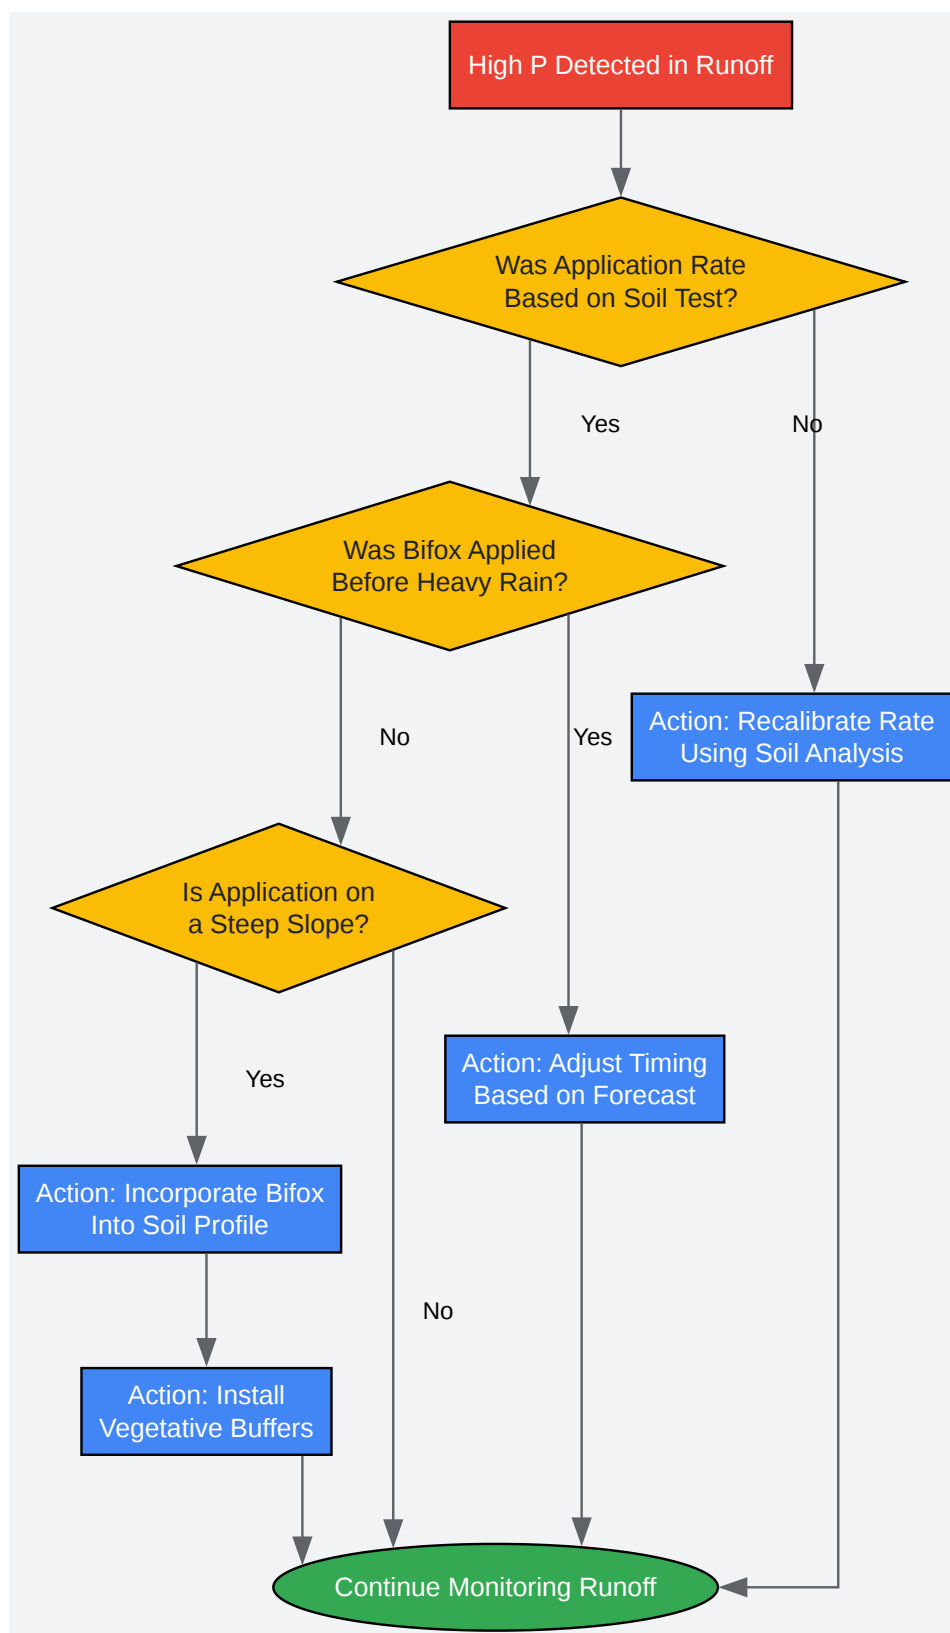 High P Detected in Runoff
Was Application Rate
Based on Soil Test?
Yes
No
Was Bifox Applied
Before Heavy Rain?
Action: Recalibrate Rate
Using Soil Analysis
No
Yes
Is Application on
a Steep Slope?
Action: Adjust Timing
Based on Forecast
Yes
Action: Incorporate Bifox
Into Soil Profile
No
Action: Install
Vegetative Buffers
Continue Monitoring Runoff